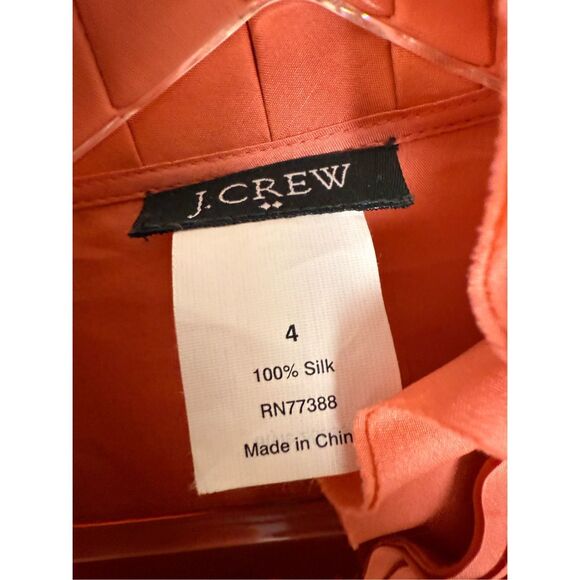 J.CREW
4
100% Silk
RN77388
Made in Chin